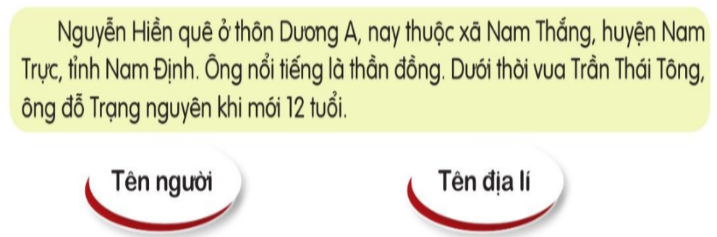 Nguyễn Hiền quê ở thôn Dương A, nay thuộc xã Nam Thắng, huyện Nam
Trực, tỉnh Nam Định. Ông nổi tiếng là thần đồng. Dưới thời vua Trần Thái Tông,
ông đỗ Trạng nguyên khi mới 12 tuổi.
Tên người
Tên địa lí